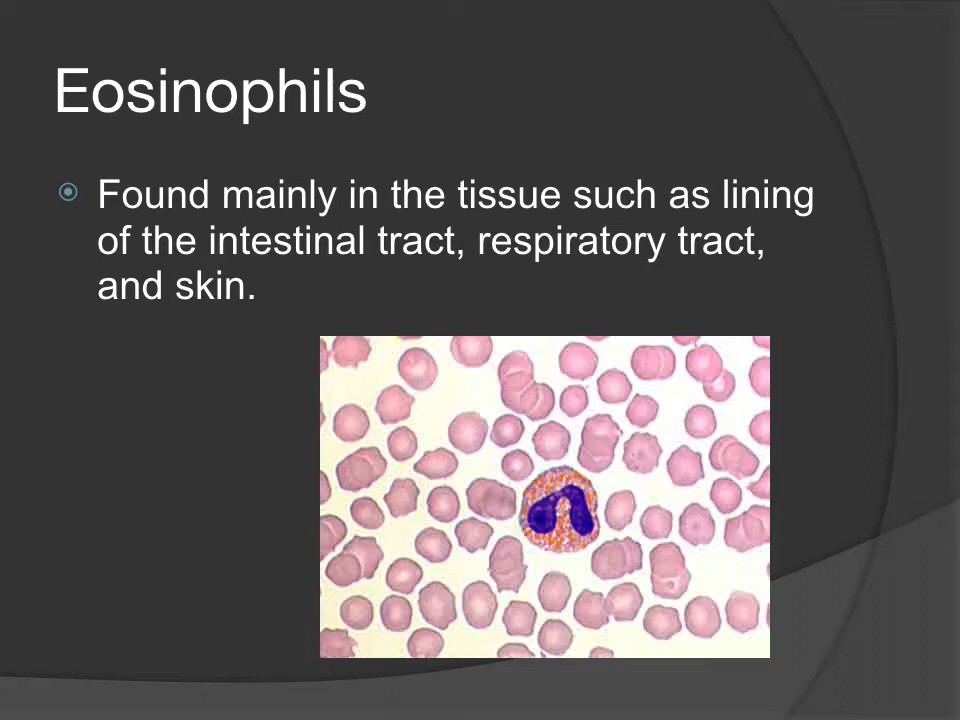 Eosinophils
Found mainly in the tissue such as lining
of the intestinal tract, respiratory tract,
and skin.